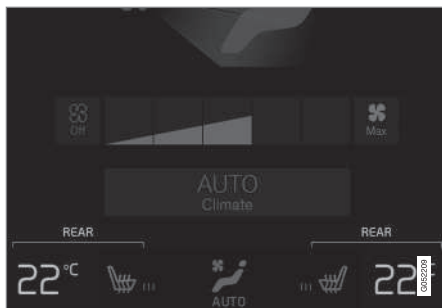 Off
Max
AUTO
Climate
REAR
REAR
22°C
22°C
AUTO
G052209